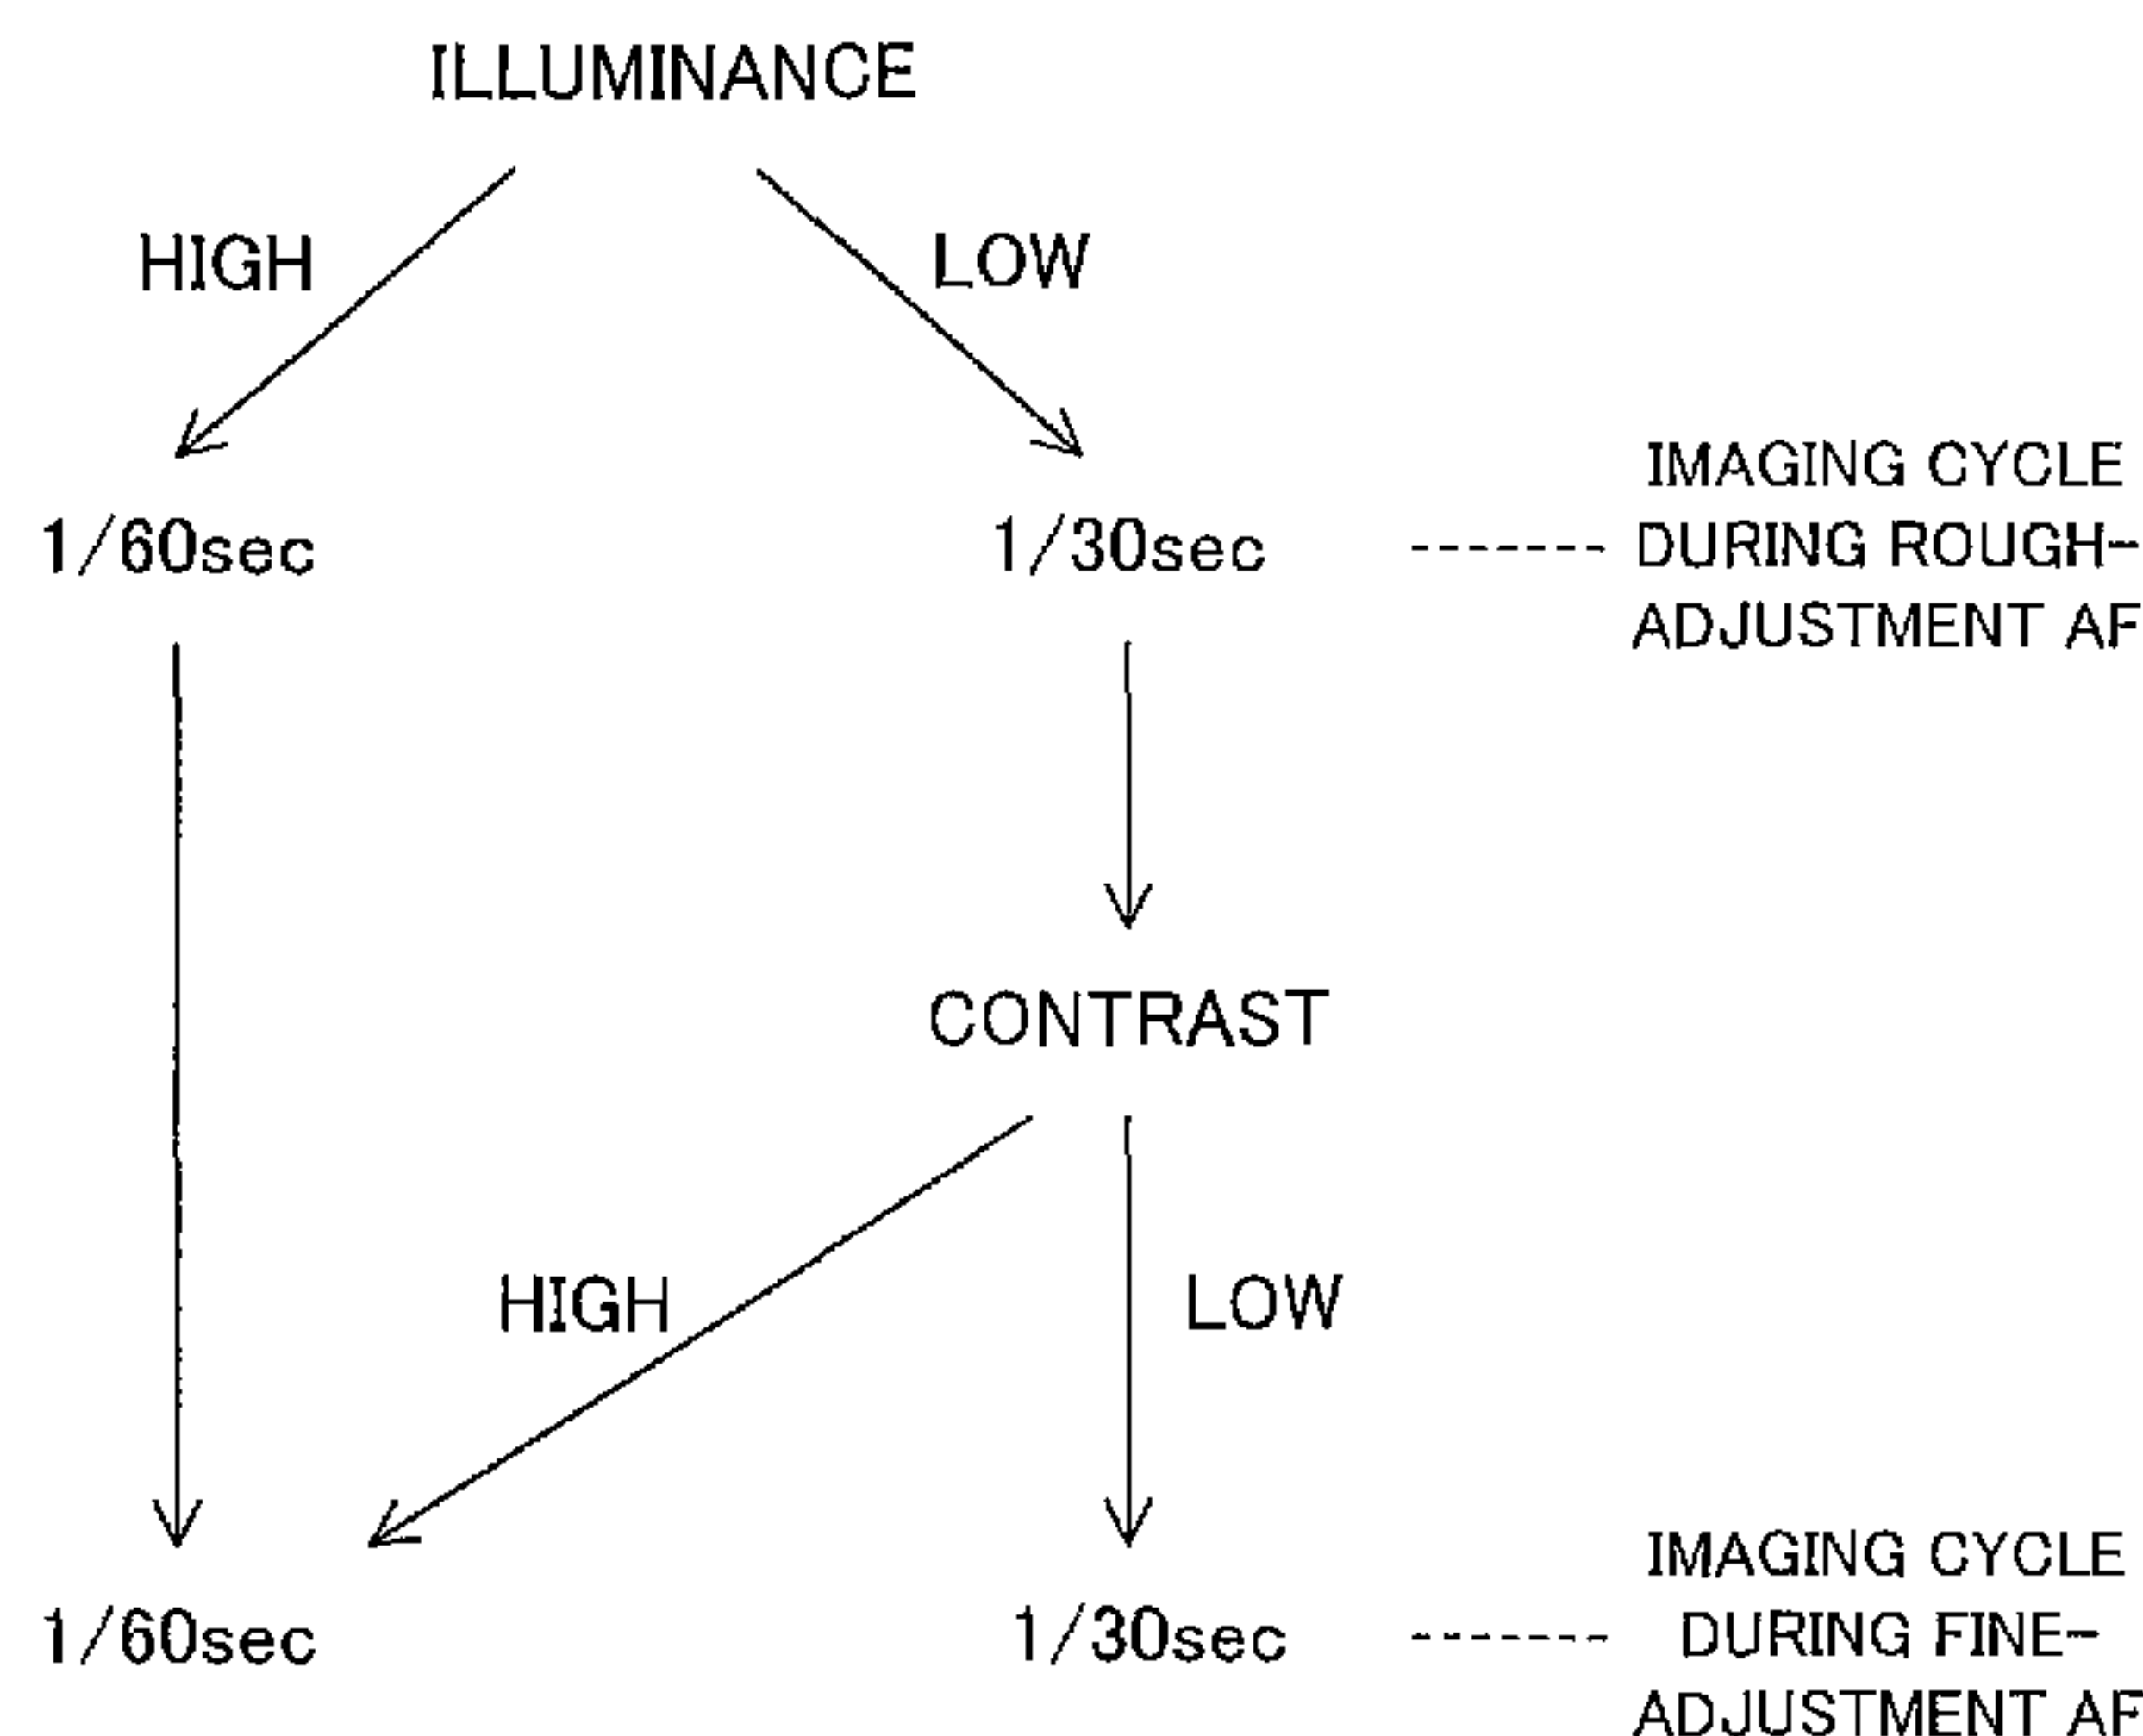 ILLUMINANCE
HIGH
LOW
1/60sec
1/30sec
IMAGING CYCLE
DURING ROUGH-
ADJUSTMENT AF
CONTRAST
HIGH
LOW
1/60sec
1/30sec
IMAGING CYCLE
DURING FINE-
ADJUSTMENT AF